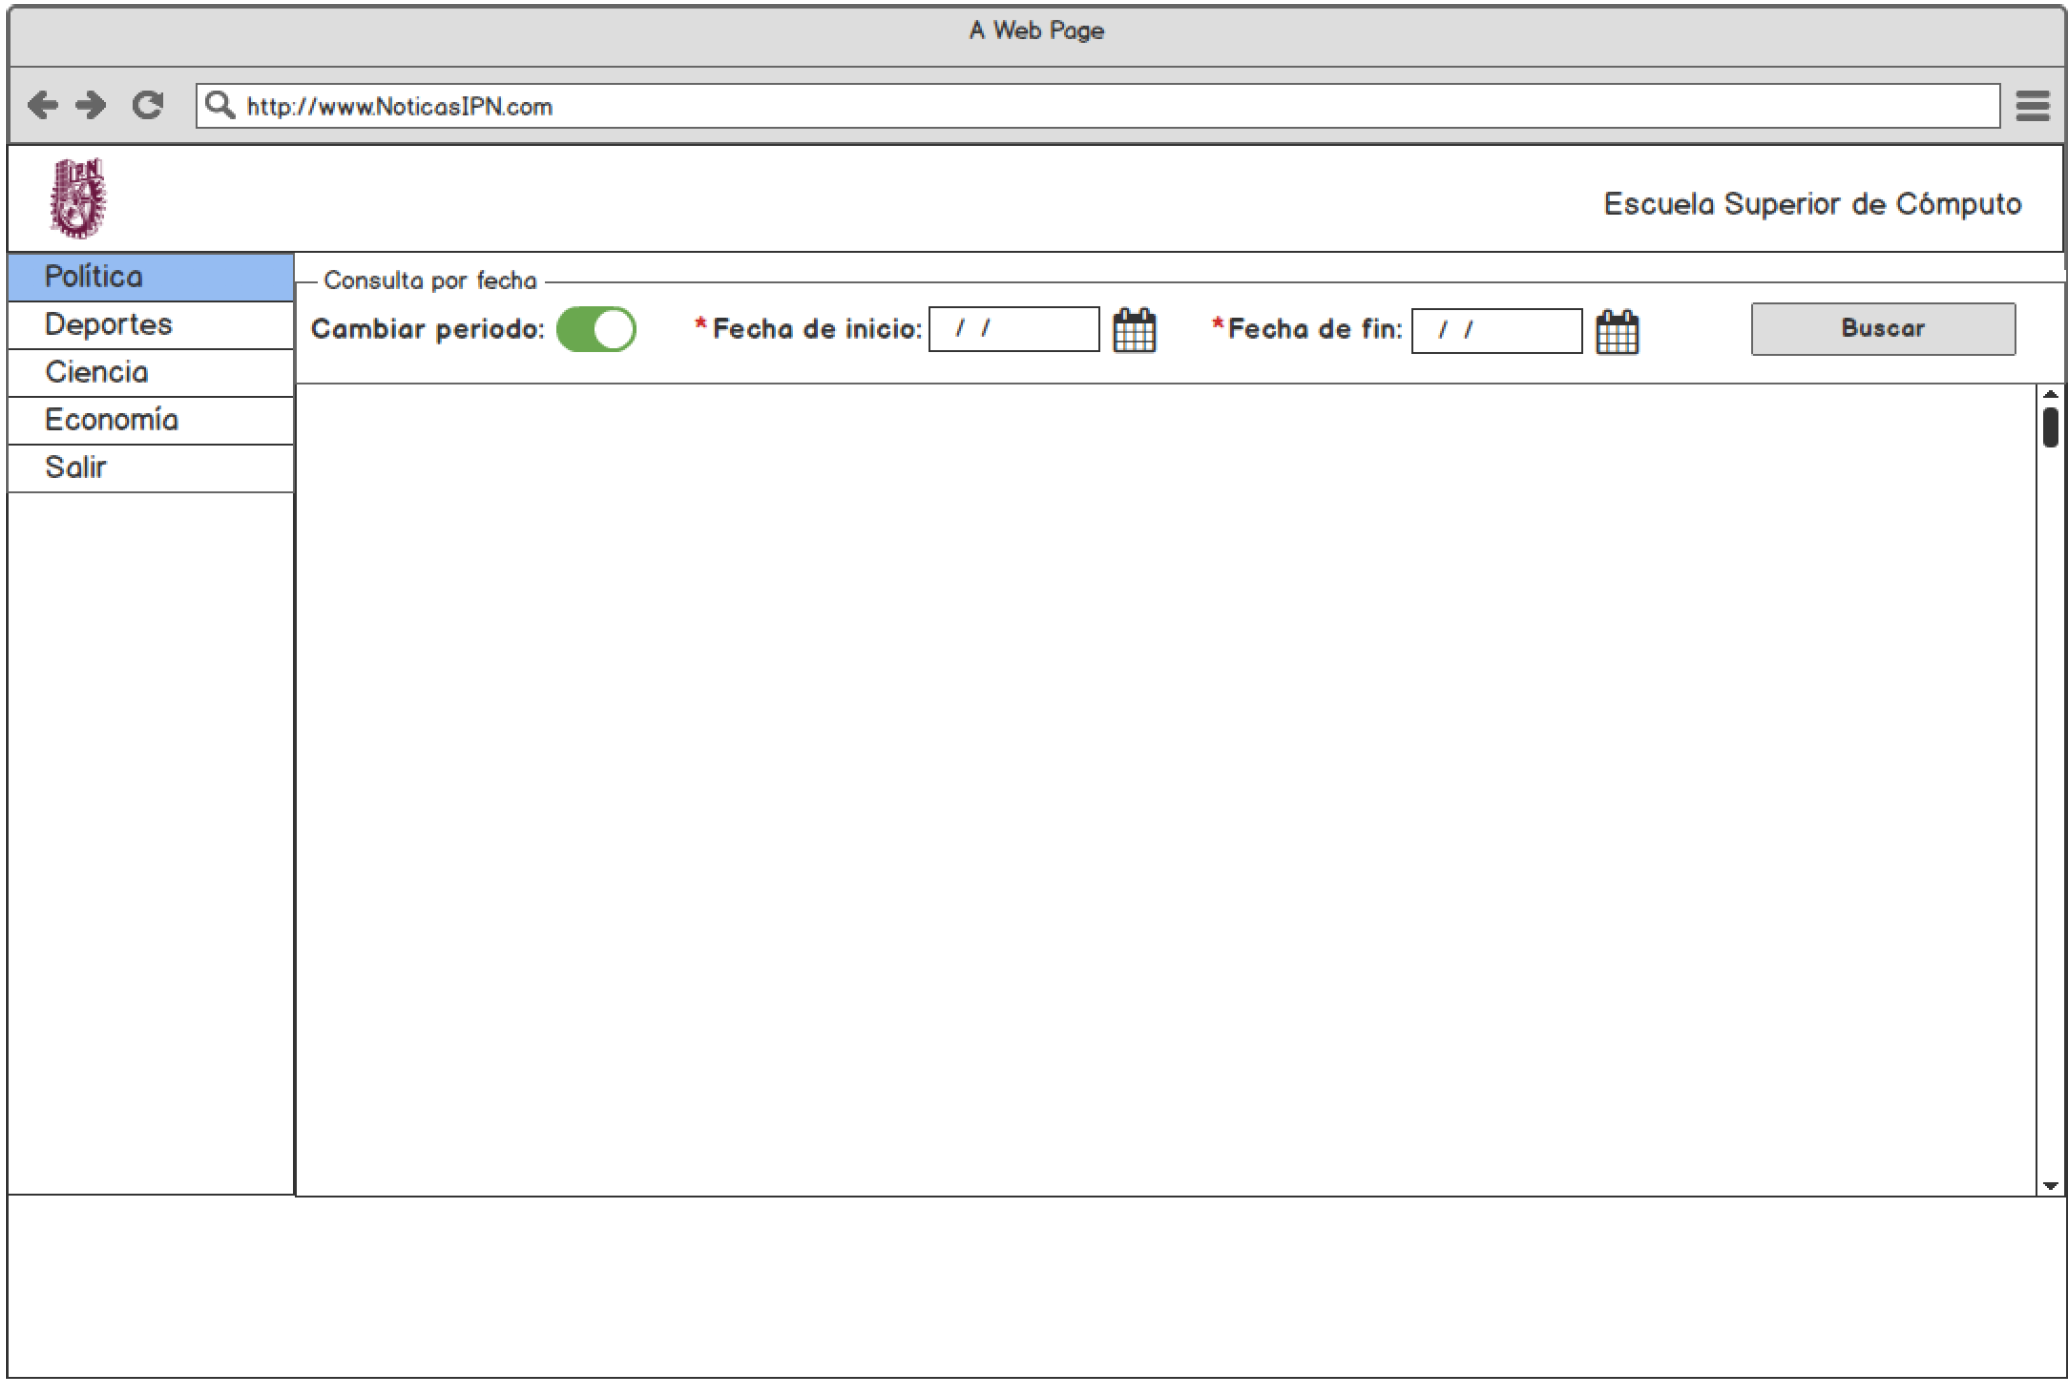 A Web Page
http://www.NoticasIPN.com
IPN
Escuela Superior de Cómputo
Política
Deportes
Ciencia
Economía
Salir
Consulta por fecha
Cambiar periodo: *Fecha de inicio: / / *Fecha de fin: / / Buscar